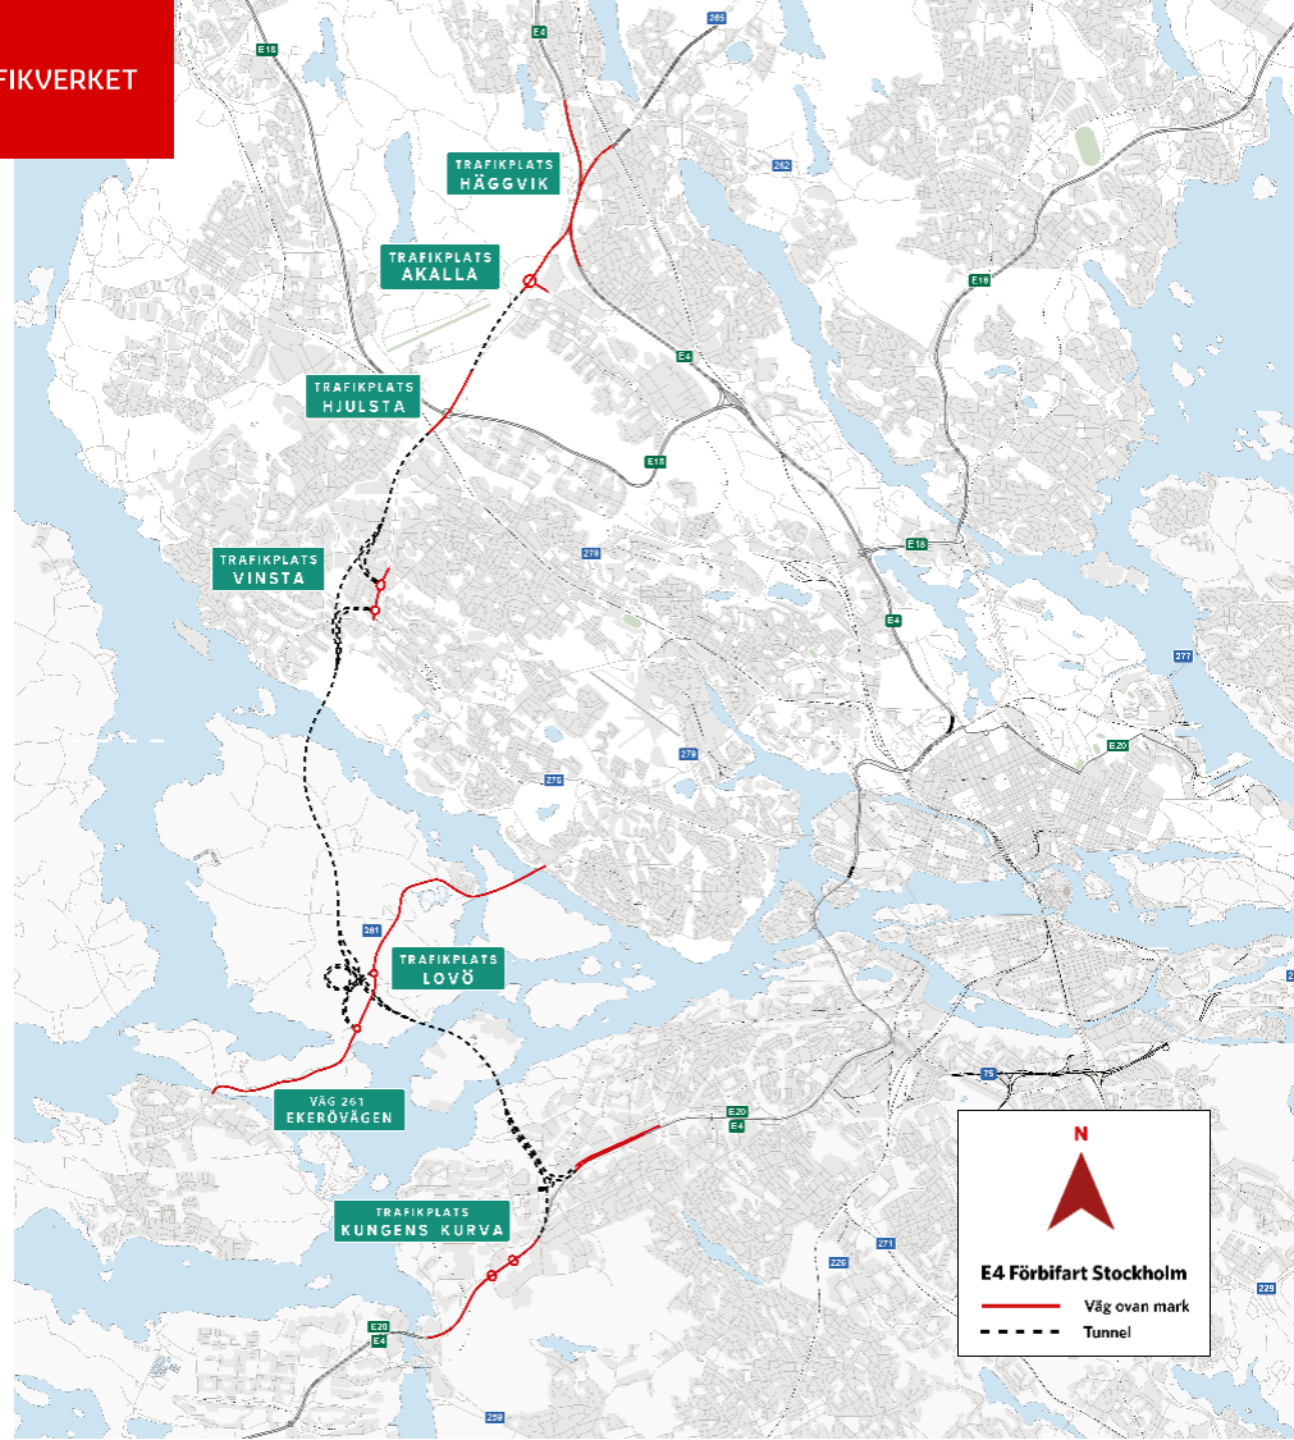 FIKVERKET
E18
E4
265
262
TRAFIKPLATS
HÄGGVIK
TRAFIKPLATS
AKALLA
E18
E4
TRAFIKPLATS
HJULSTA
E18
E18
279
TRAFIKPLATS
VINSTA
E4
277
E20
279
275
261
TRAFIKPLATS
LOVÖ
75
VÄG 261
EKERÖVÄGEN
E20
E4
TRAFIKPLATS
KUNGENS KURVA
271
226
229
E20
E4
259
N
E4 Förbifart Stockholm
Väg ovan mark
Tunnel